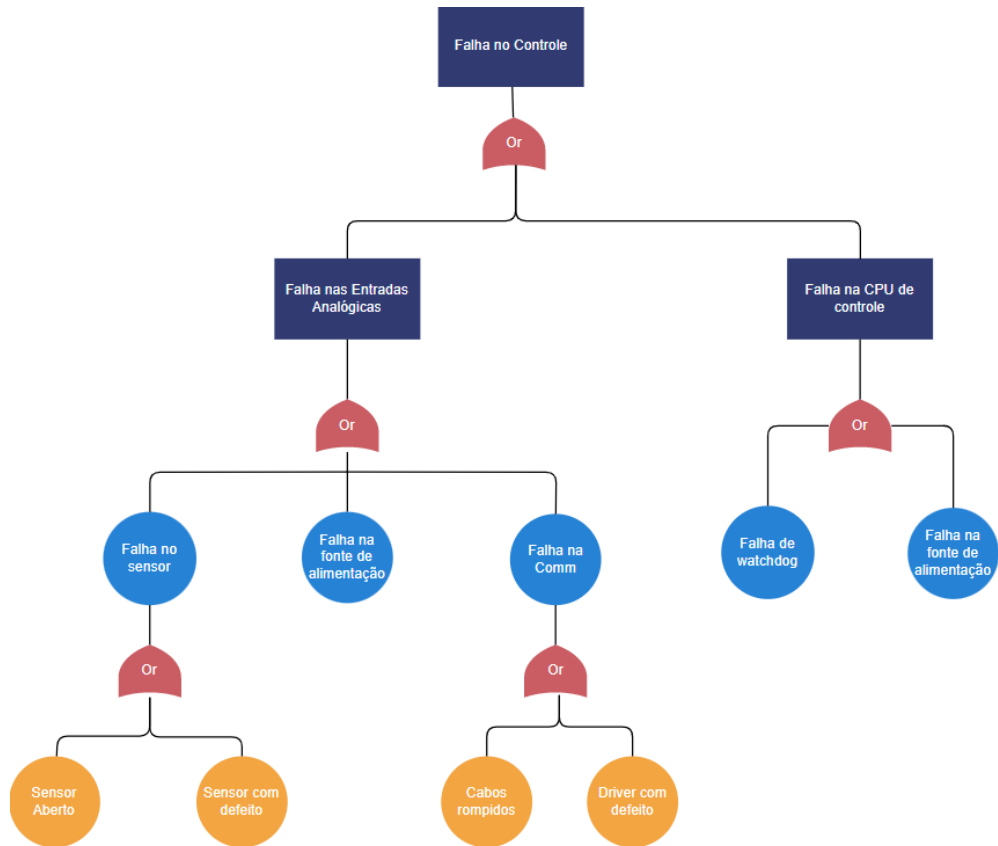 Falha no Controle
Or
Falha nas Entradas
Analógicas
Falha na CPU de
controle
Or
Or
Falha no
sensor
Falha na
fonte de
alimentação
Falha na
Comm
Falha de
watchdog
Falha na
fonte de
alimentação
Or
Or
Sensor
Aberto
Sensor com
defeito
Cabos
rompidos
Driver com
defeito